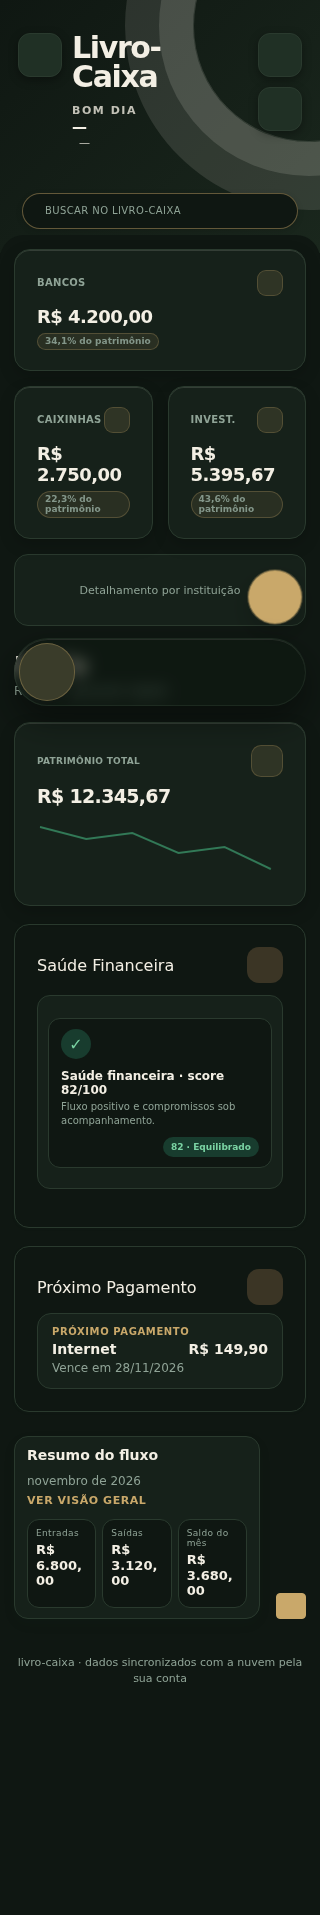 Livro-
Caixa
BOM DIA
—
—
BUSCAR NO LIVRO-CAIXA
BANCOS
R$ 4.200,00
34,1% do patrimônio
CAIXINHAS
R$
2.750,00
22,3% do
patrimônio
INVEST.
R$
5.395,67
43,6% do
patrimônio
Detalhamento por instituição
PATRIMÔNIO TOTAL
R$ 12.345,67
Saúde Financeira
✓
Saúde financeira · score
82/100
Fluxo positivo e compromissos sob
acompanhamento.
82 · Equilibrado
Próximo Pagamento
PRÓXIMO PAGAMENTO
Internet R$ 149,90
Vence em 28/11/2026
Resumo do fluxo
novembro de 2026
VER VISÃO GERAL
Entradas
R$
6.800,
00
Saídas
R$
3.120,
00
Saldo do
mês
R$
3.680,
00
livro-caixa · dados sincronizados com a nuvem pela
sua conta